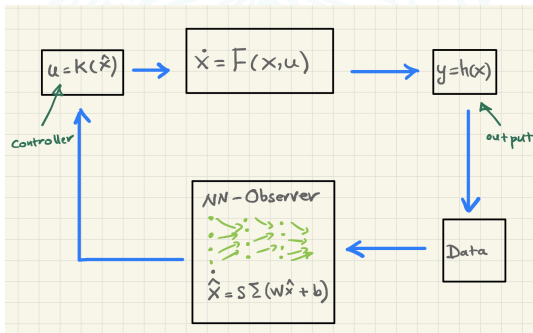 u = K(x̂)
ẋ = F(x,u)
y = h(x)
Controller
output
NN-Observer
Data
x̂̇ = S Σ(Wx̂ + b)